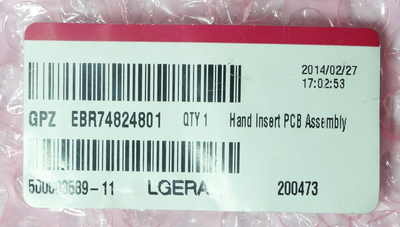 2014/02/27
17:02:53
GPZ EBR74824801 QTY 1 Hand Insert PCB Assembly
LGERA 200473